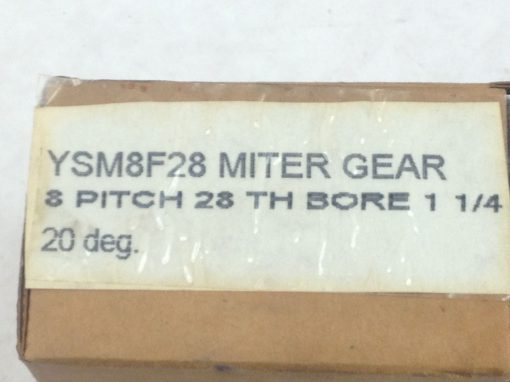 YSM8F28 MITER GEAR
8 PITCH 28 TH BORE 1 1/4
20 deg.